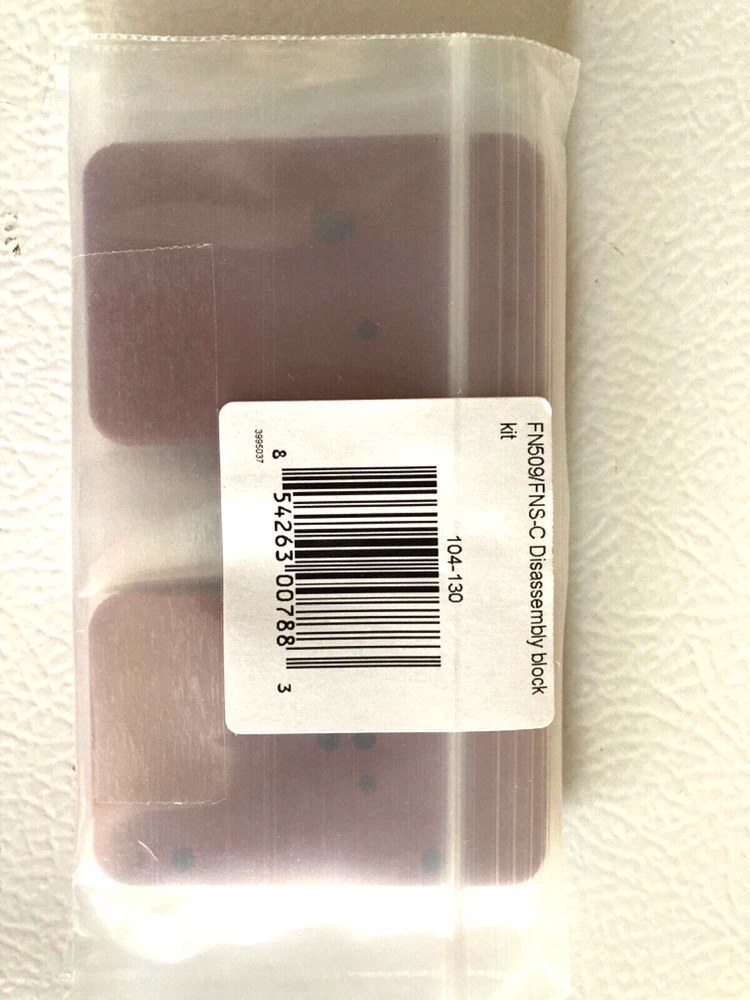 FN509/FNS-C Disassembly block
kit
104-130
8 54263 00788 3
3995037